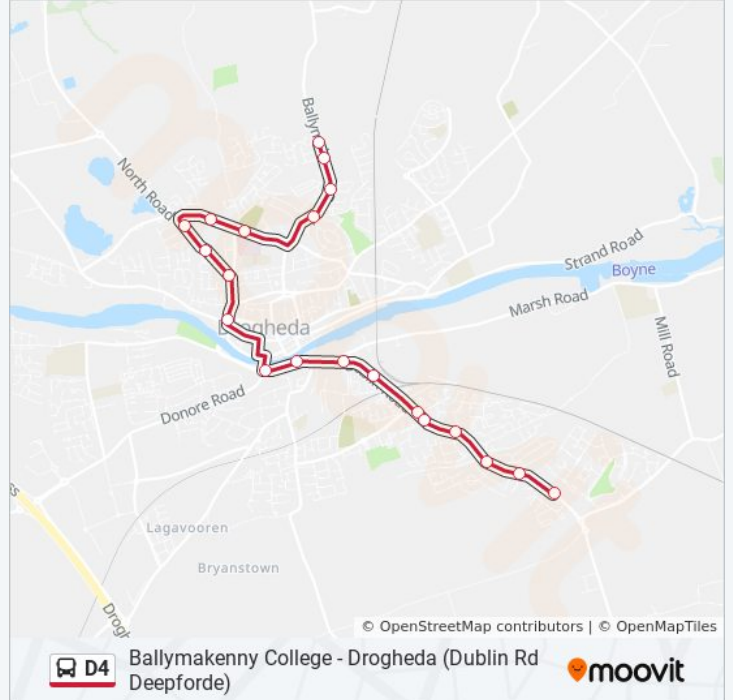 Ballym
North Road
Strand Road
Boyne
Marsh Road
Drogheda
Mill Road
Donore Road
Lagavooren
Bryanstown
© OpenStreetMap contributors | © OpenMapTiles
D4
Ballymakenny College - Drogheda (Dublin Rd
Deepforde)
moovit